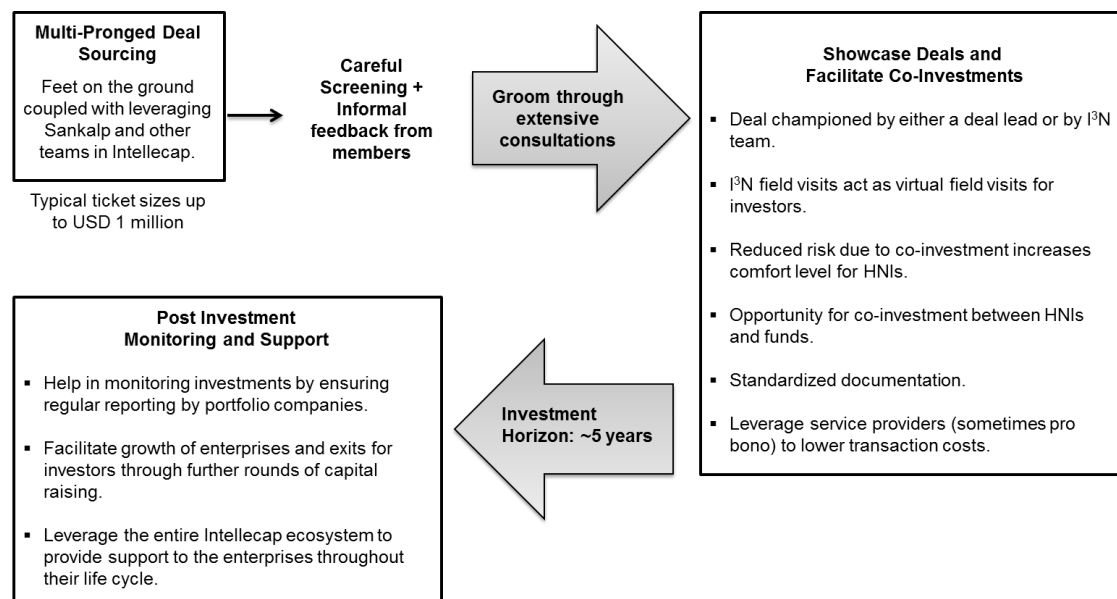 Multi-Pronged Deal
Sourcing
Feet on the ground
coupled with leveraging
Sankalp and other
teams in Intellecap.
Typical ticket sizes up
to USD 1 million
Careful
Screening +
Informal
feedback from
members
Groom through
extensive
consultations
Showcase Deals and
Facilitate Co-Investments
▪ Deal championed by either a deal lead or by I³N
team.
▪ I³N field visits act as virtual field visits for
investors.
▪ Reduced risk due to co-investment increases
comfort level for HNIs.
▪ Opportunity for co-investment between HNIs
and funds.
▪ Standardized documentation.
▪ Leverage service providers (sometimes pro
bono) to lower transaction costs.
Investment
Horizon: ~5 years
Post Investment
Monitoring and Support
▪ Help in monitoring investments by ensuring
regular reporting by portfolio companies.
▪ Facilitate growth of enterprises and exits for
investors through further rounds of capital
raising.
▪ Leverage the entire Intellecap ecosystem to
provide support to the enterprises throughout
their life cycle.